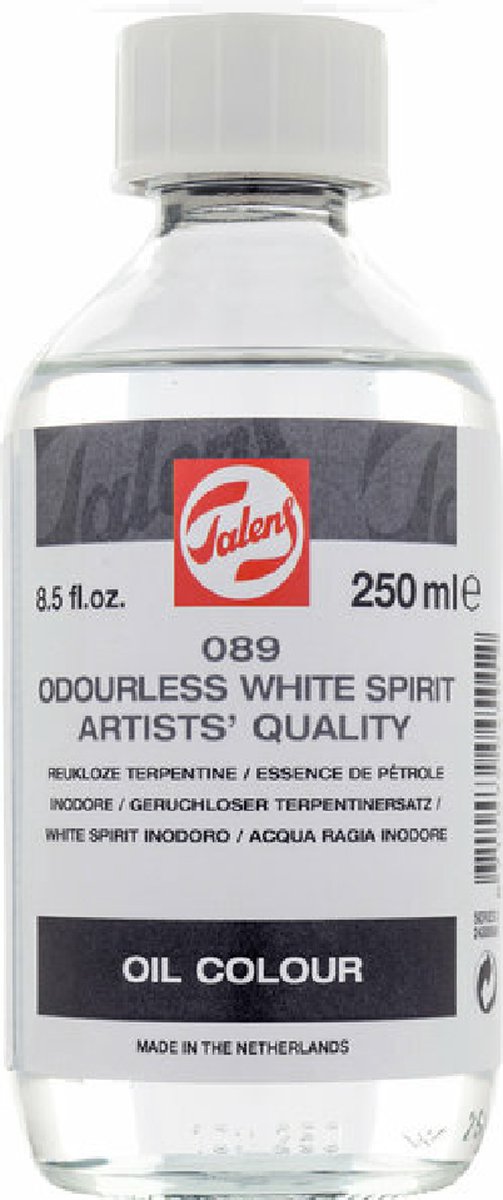 Talens
8.5 fl.oz.
250 ml e
089
ODOURLESS WHITE SPIRIT
ARTISTS' QUALITY
REUKLOZE TERPENTINE / ESSENCE DE PÉTROLE
INODORE / GERUCHLOSER TERPENTINERSATZ /
WHITE SPIRIT INODORO / ACQUA RAGIA INODORE
OIL COLOUR
MADE IN THE NETHERLANDS